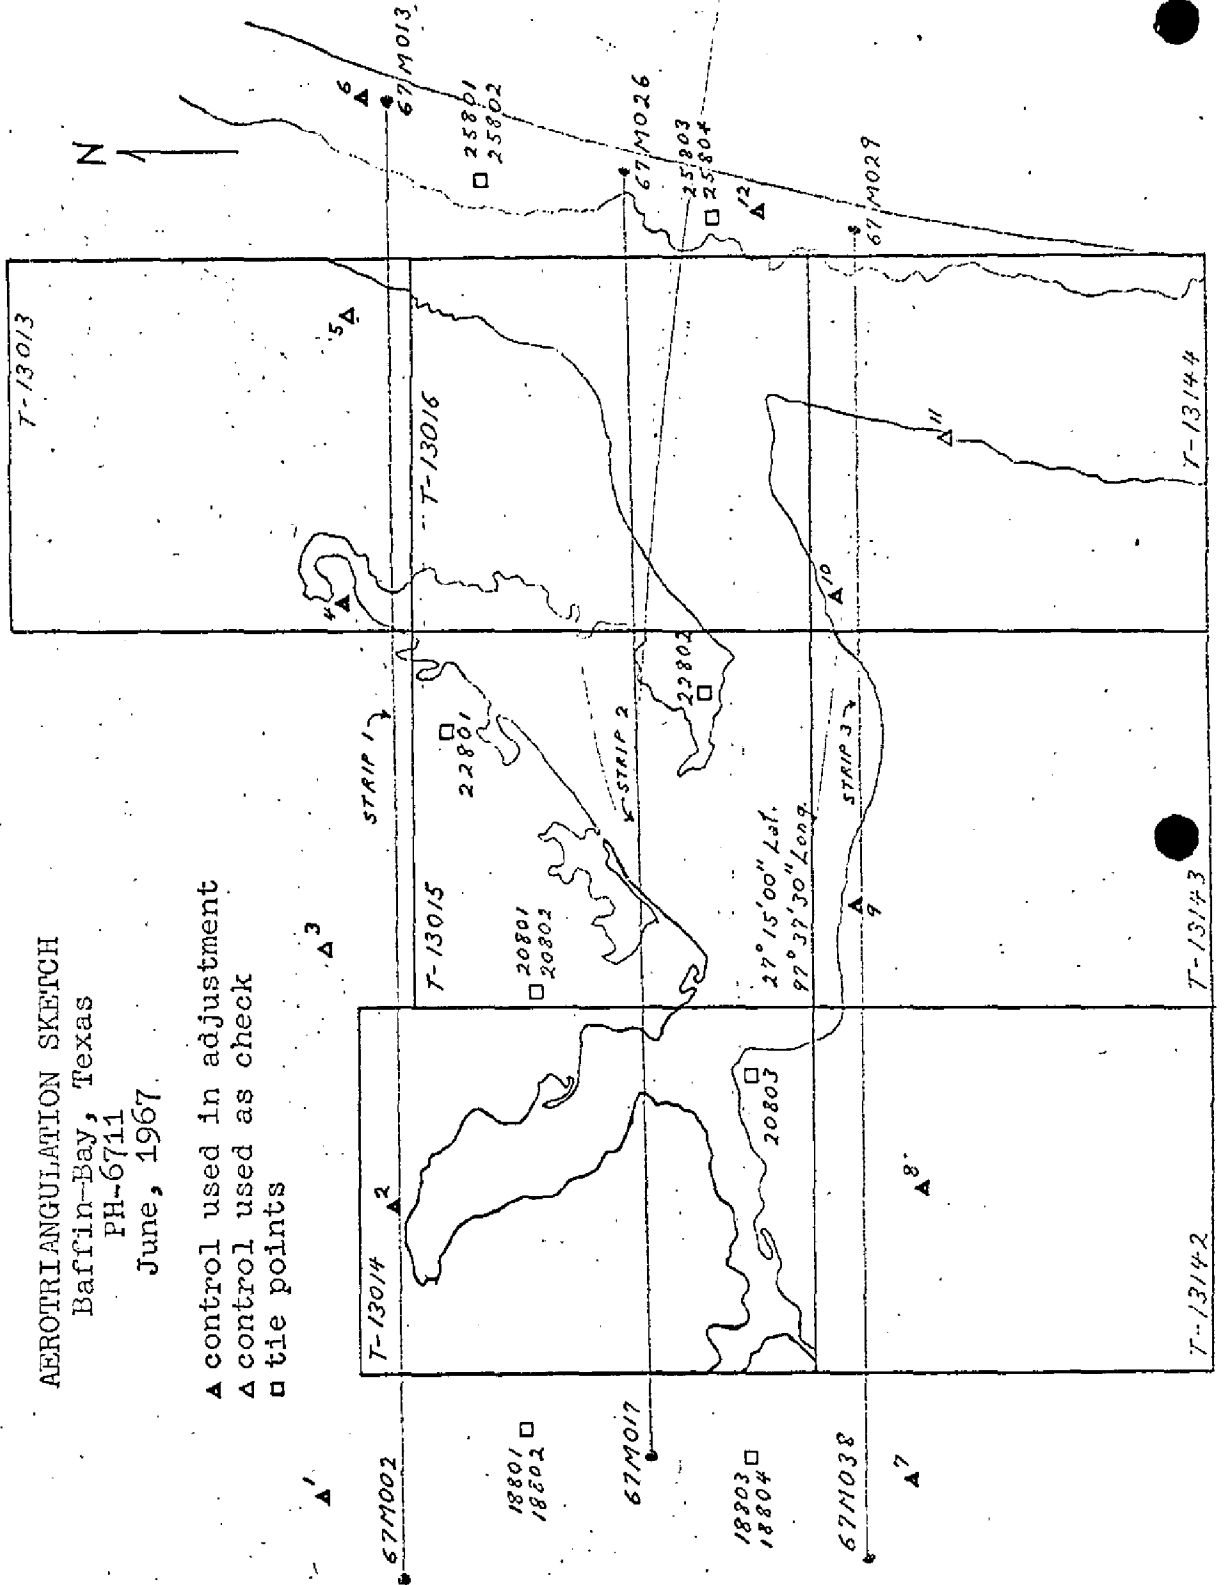 AEROTRIANGULATION SKETCH
Baffin-Bay, Texas
PH-6711
June, 1967
▲ control used in adjustment
△ control used as check
□ tie points
N
1
2
3
4
5
6
67M002
67M013
STRIP 1
T-13013
T-13014
T-13015
T-13016
18801
18802
20801
20802
22801
25801
25802
67M017
67M026
STRIP 2
22802
25803
25804
12
18803
18804
20803
27° 15' 00" Lat.
97° 37' 30" Long.
67M038
67M029
STRIP 3
7
8
9
10
11
T-13142
T-13143
T-13144